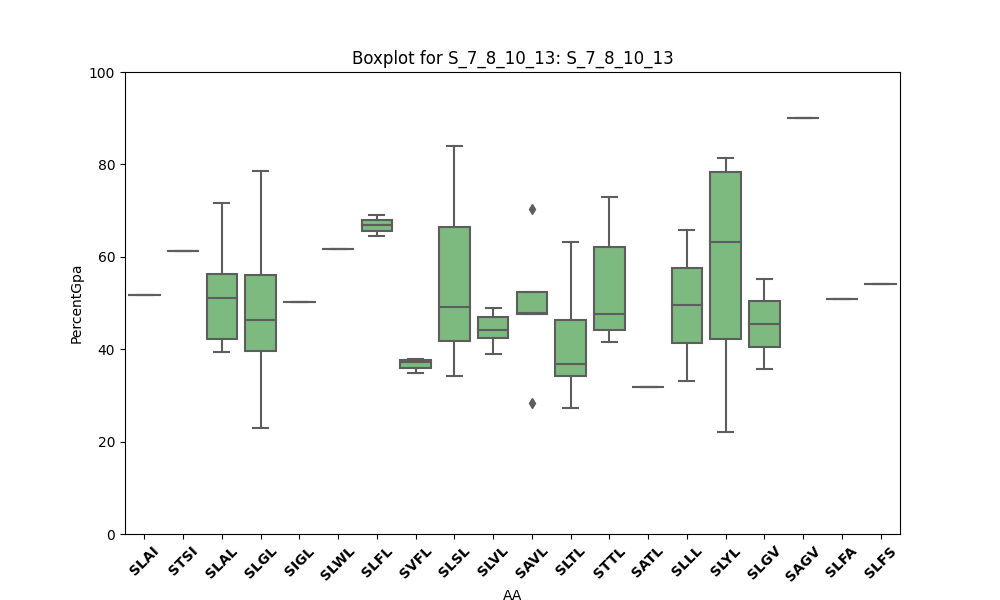 Boxplot for S_7_8_10_13: S_7_8_10_13
100
80
60
40
20
0
PercentGpa
SLAI STSI SLAL SLGL SIGL SLWL SLFL SVFL SLSL SLVL SAVL SLTL STTL SATL SLLL SLYL SLGV SAGV SLFA SLFS
AA